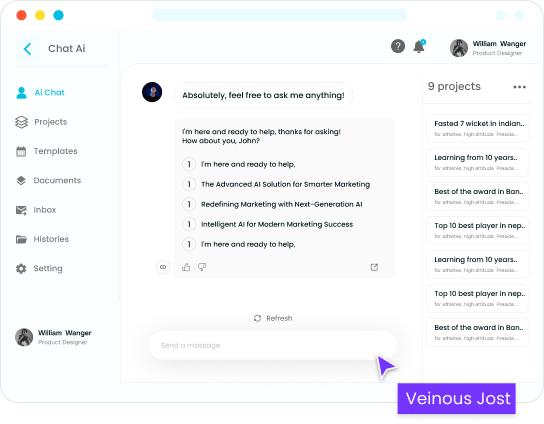 Chat Ai
?
William Wanger
Product Designer
Ai Chat
Projects
Templates
Documents
Inbox
Histories
Setting
William Wanger
Product Designer
Absolutely, feel free to ask me anything!
I'm here and ready to help, thanks for asking!
How about you, John?
1 I'm here and ready to help,
1 The Advanced AI Solution for Smarter Marketing
1 Redefining Marketing with Next-Generation AI
1 Intelligent AI for Modern Marketing Success
1 I'm here and ready to help,
Refresh
Send a massage
9 projects
Fasted 7 wicket in indian..
for athletes, high attitude Preside...
Learning from 10 years..
for athletes, high attitude Preside...
Best of the award in Ban..
for athletes, high attitude Preside...
Top 10 best player in nep..
for athletes, high attitude Preside...
Learning from 10 years..
for athletes, high attitude Preside...
Top 10 best player in nep..
for athletes, high attitude Preside...
Best of the award in Ban..
for athletes, high attitude Preside...
Veinous Jost